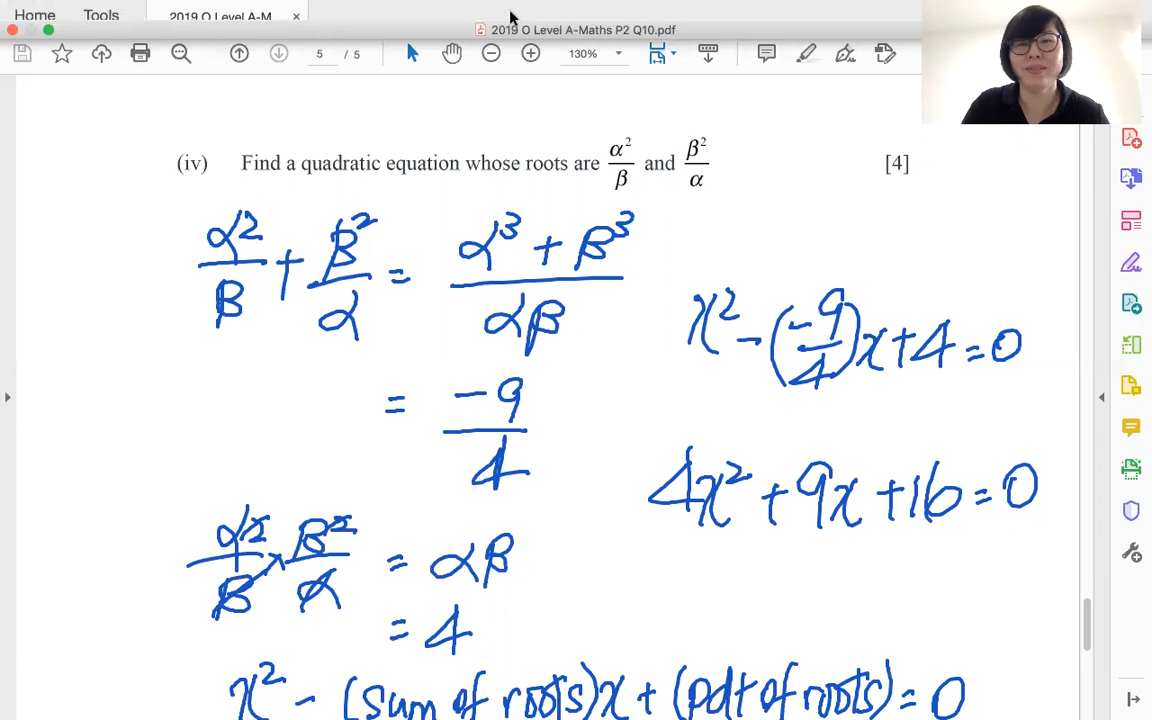 Home Tools 2019 O Level A-M ×
2019 O Level A-Maths P2 Q10.pdf
5 / 5 130%
(iv) Find a quadratic equation whose roots are α²/β and β²/α [4]
α²/β + β²/α = (α³ + β³)/(αβ)
= -9/4
α²/β × β²/α = αβ
= 4
x² - (-9/4)x + 4 = 0
4x² + 9x + 16 = 0
x² - (sum of roots)x + (pdt of roots) = 0